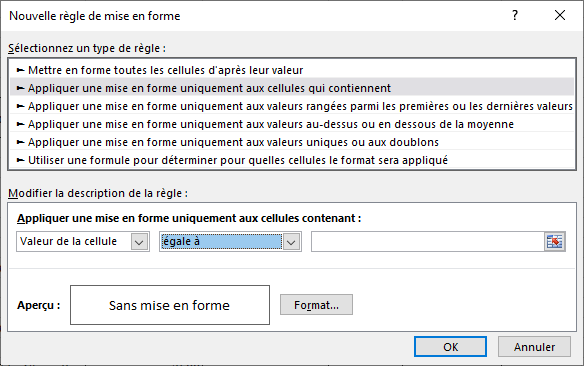 Nouvelle règle de mise en forme
Sélectionnez un type de règle :
► Mettre en forme toutes les cellules d'après leur valeur
► Appliquer une mise en forme uniquement aux cellules qui contiennent
► Appliquer une mise en forme uniquement aux valeurs rangées parmi les premières ou les dernières valeurs
► Appliquer une mise en forme uniquement aux valeurs au-dessus ou en dessous de la moyenne
► Appliquer une mise en forme uniquement aux valeurs uniques ou aux doublons
► Utiliser une formule pour déterminer pour quelles cellules le format sera appliqué
Modifier la description de la règle :
Appliquer une mise en forme uniquement aux cellules contenant :
Valeur de la cellule égale à
Aperçu : Sans mise en forme Format...
OK Annuler